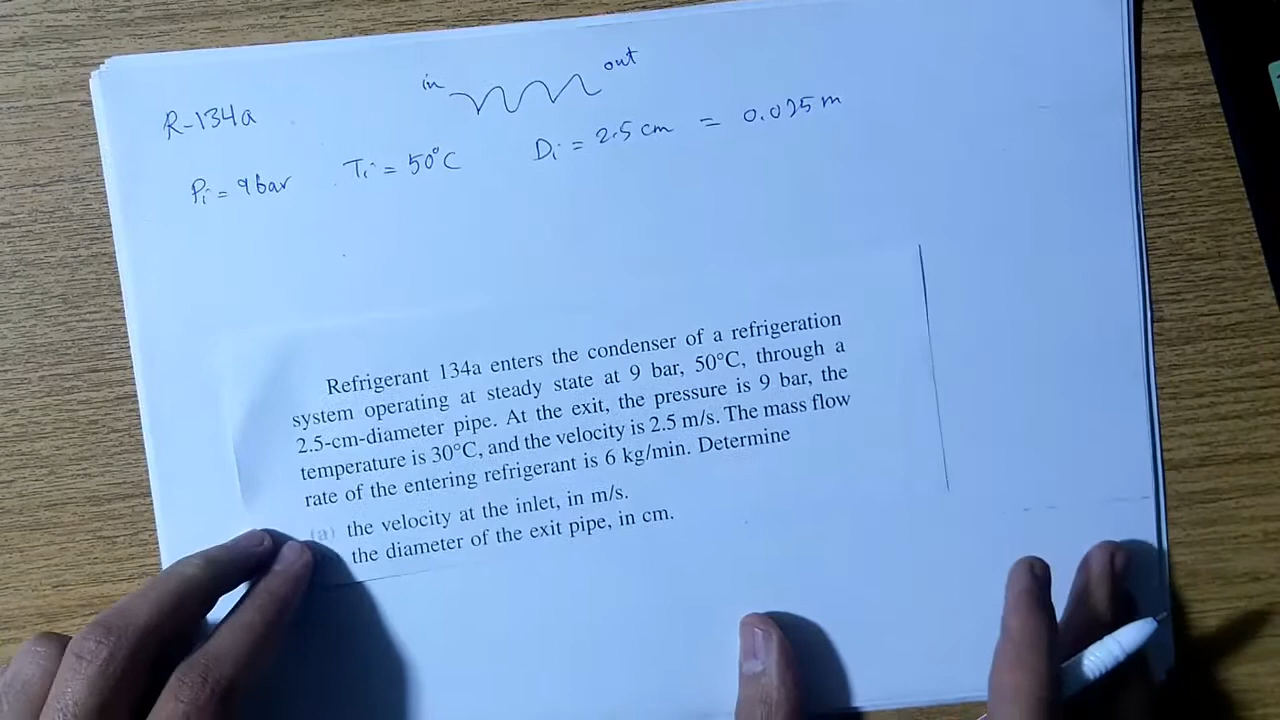 in out
R-134a
Pi = 9 bar Ti = 50°C Di = 2.5 cm = 0.025 m
Refrigerant 134a enters the condenser of a refrigeration
system operating at steady state at 9 bar, 50°C, through a
2.5-cm-diameter pipe. At the exit, the pressure is 9 bar, the
temperature is 30°C, and the velocity is 2.5 m/s. The mass flow
rate of the entering refrigerant is 6 kg/min. Determine
(a) the velocity at the inlet, in m/s.
the diameter of the exit pipe, in cm.